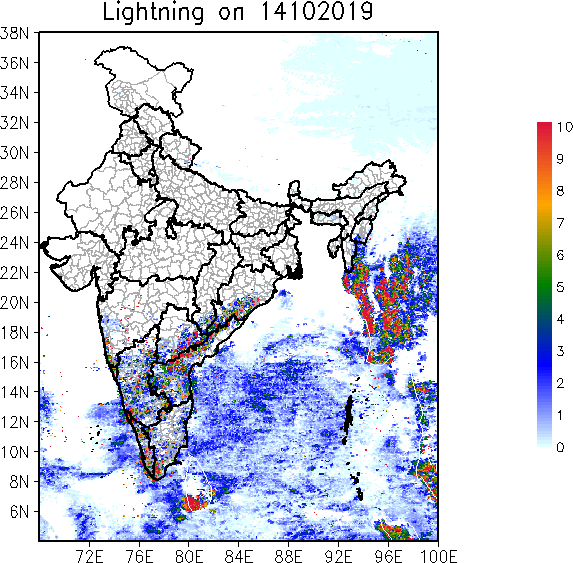 Lightning on 14102019
38N
36N
34N
32N
30N
28N
26N
24N
22N
20N
18N
16N
14N
12N
10N
8N
6N
72E 76E 80E 84E 88E 92E 96E 100E
10
9
8
7
6
5
4
3
2
1
0